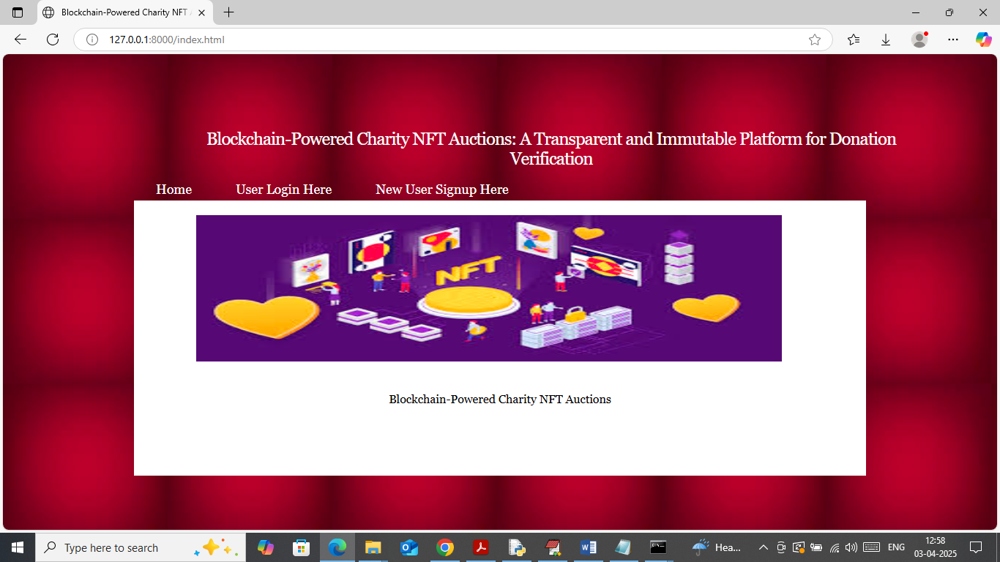 Blockchain-Powered Charity NFT A
127.0.0.1:8000/index.html
Blockchain-Powered Charity NFT Auctions: A Transparent and Immutable Platform for Donation
Verification
Home User Login Here New User Signup Here
NFT
Blockchain-Powered Charity NFT Auctions
Type here to search
Hea...
ENG
12:58
03-04-2025